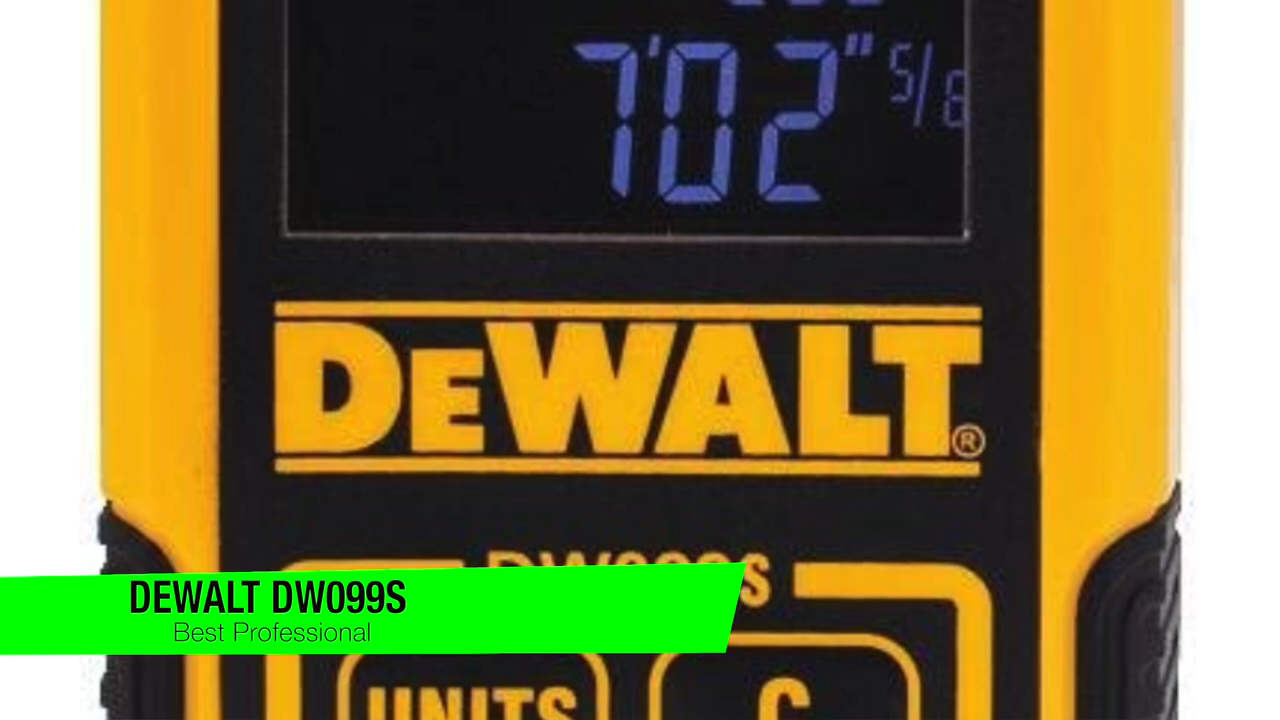 7'02" 5/8
DEWALT®
DEWALT DW099S
Best Professional
UNITS C